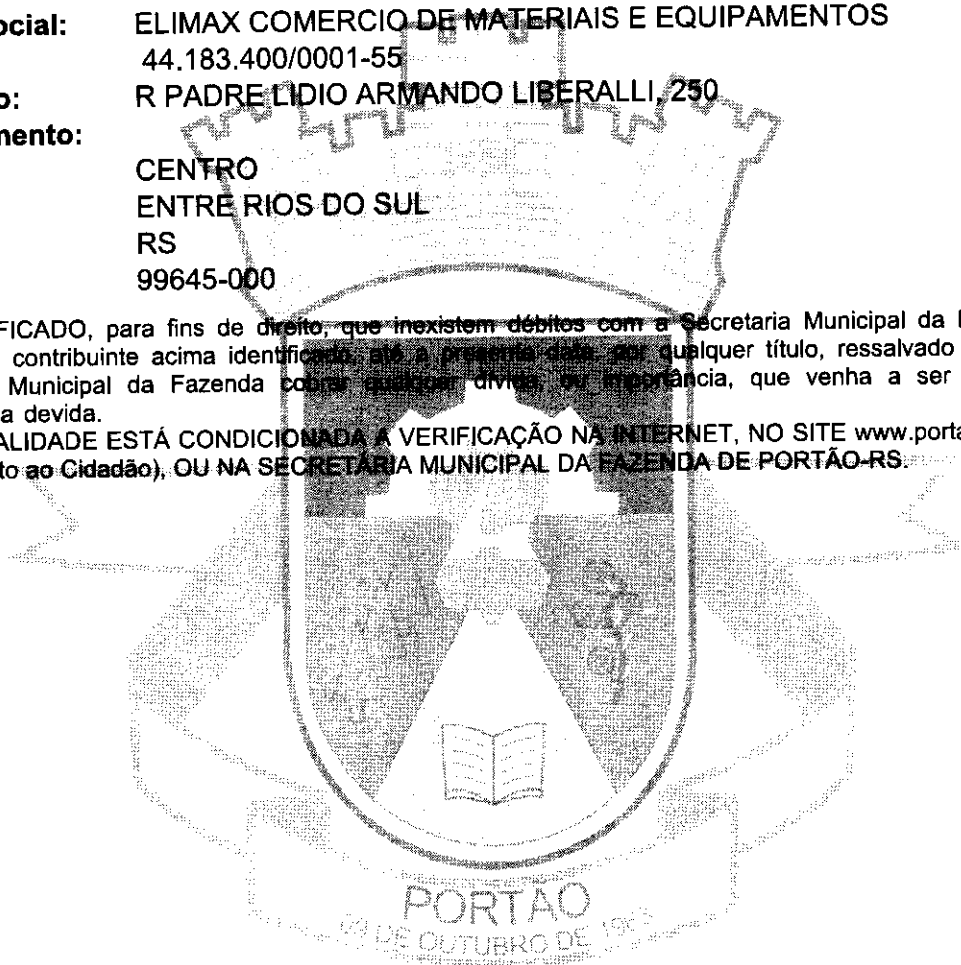 ocial: ELIMAX COMERCIO DE MATERIAIS E EQUIPAMENTOS
44.183.400/0001-55
o: R PADRE LIDIO ARMANDO LIBERALLI, 250
mento:
CENTRO
ENTRE RIOS DO SUL
RS
99645-000
FICADO, para fins de direito, que inexistem débitos com a Secretaria Municipal da
contribuinte acima identificado, até a presente data, por qualquer título, ressalvado
Municipal da Fazenda cobrar qualquer dívida, ou importância, que venha a ser
a devida.
ALIDADE ESTÁ CONDICIONADA A VERIFICAÇÃO NA INTERNET, NO SITE www.porta
to ao Cidadão), OU NA SECRETARIA MUNICIPAL DA FAZENDA DE PORTÃO-RS.
PORTÃO
09 DE OUTUBRO DE